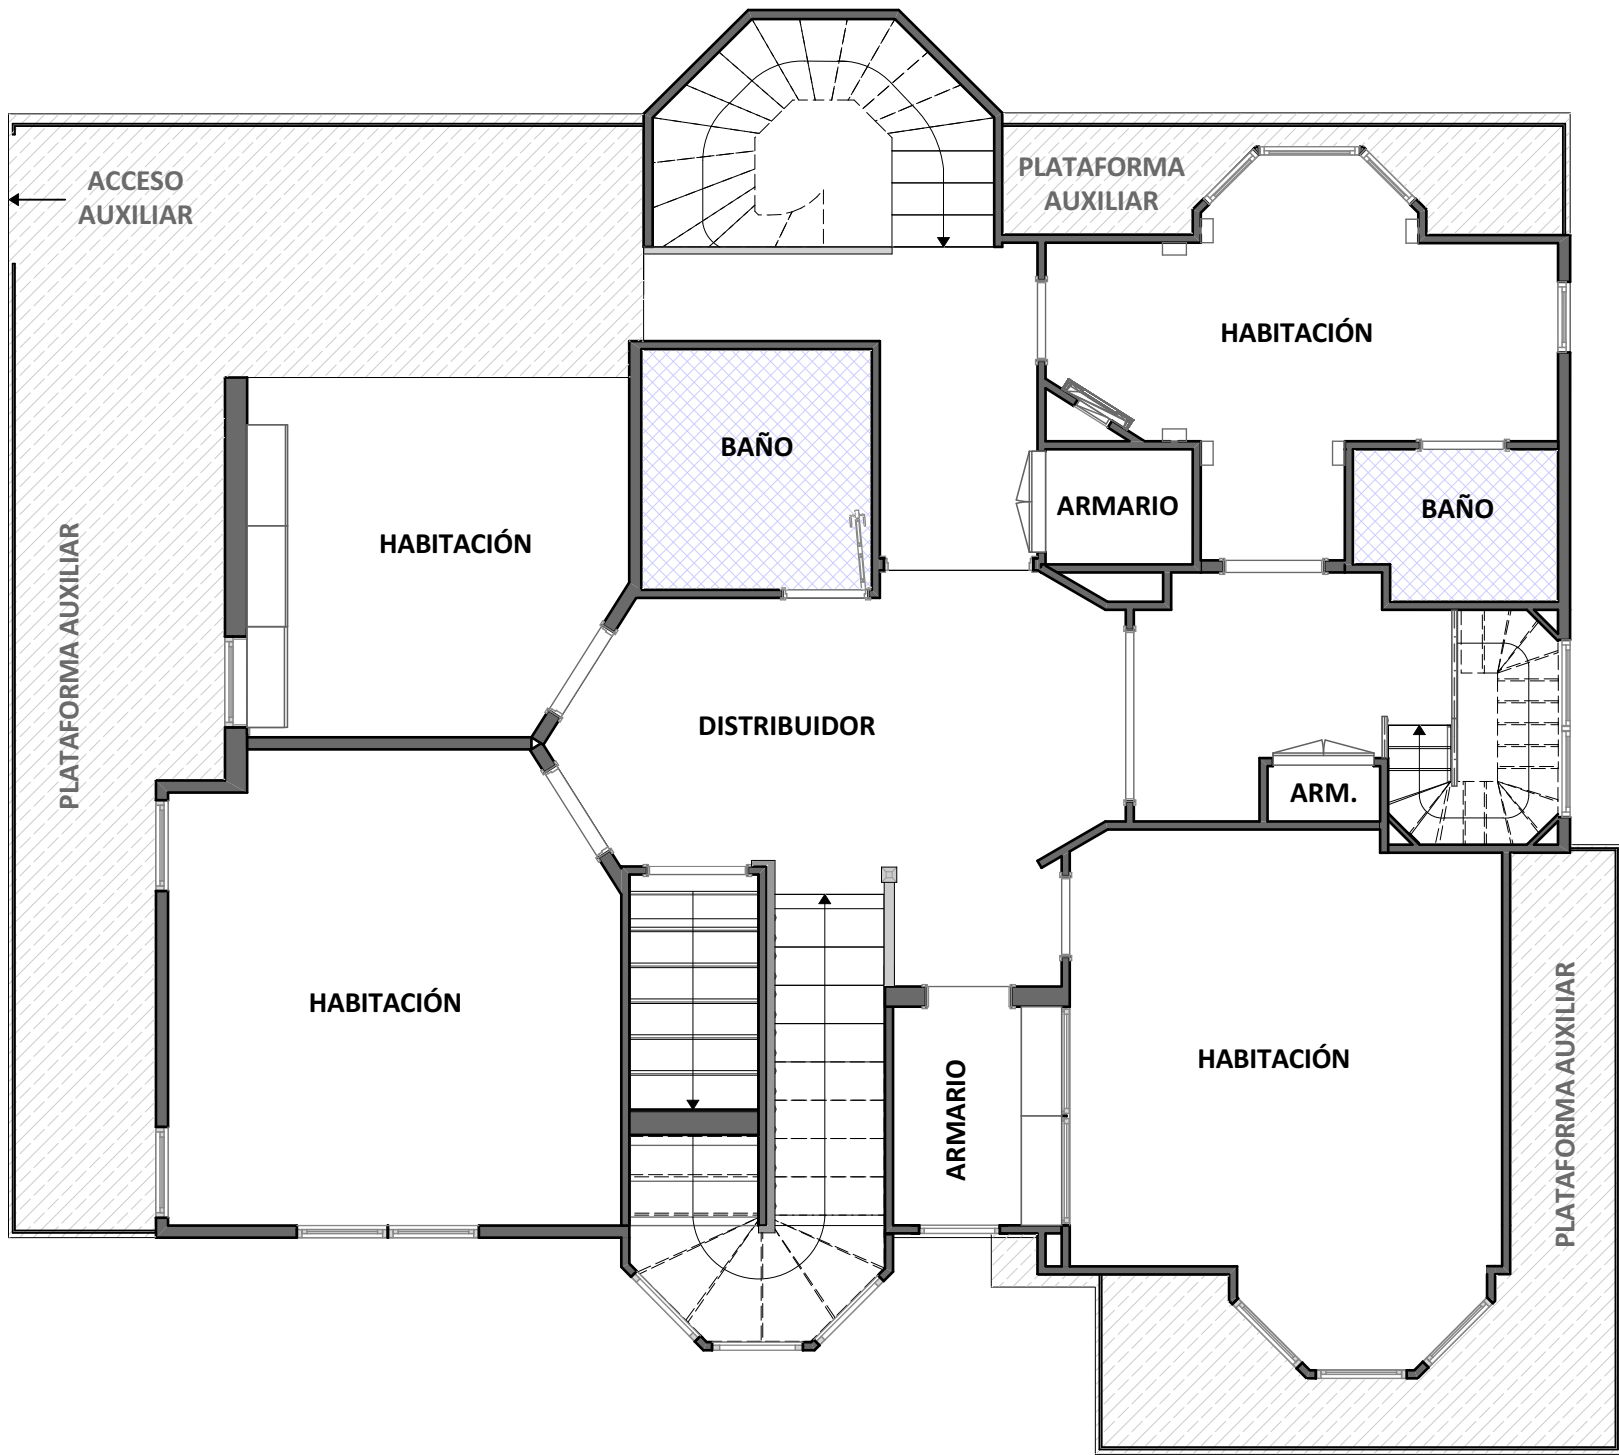 ACCESO
AUXILIAR
PLATAFORMA
AUXILIAR
HABITACIÓN
BAÑO
ARMARIO
BAÑO
HABITACIÓN
PLATAFORMA AUXILIAR
DISTRIBUIDOR
ARM.
HABITACIÓN
HABITACIÓN
ARMARIO
PLATAFORMA AUXILIAR